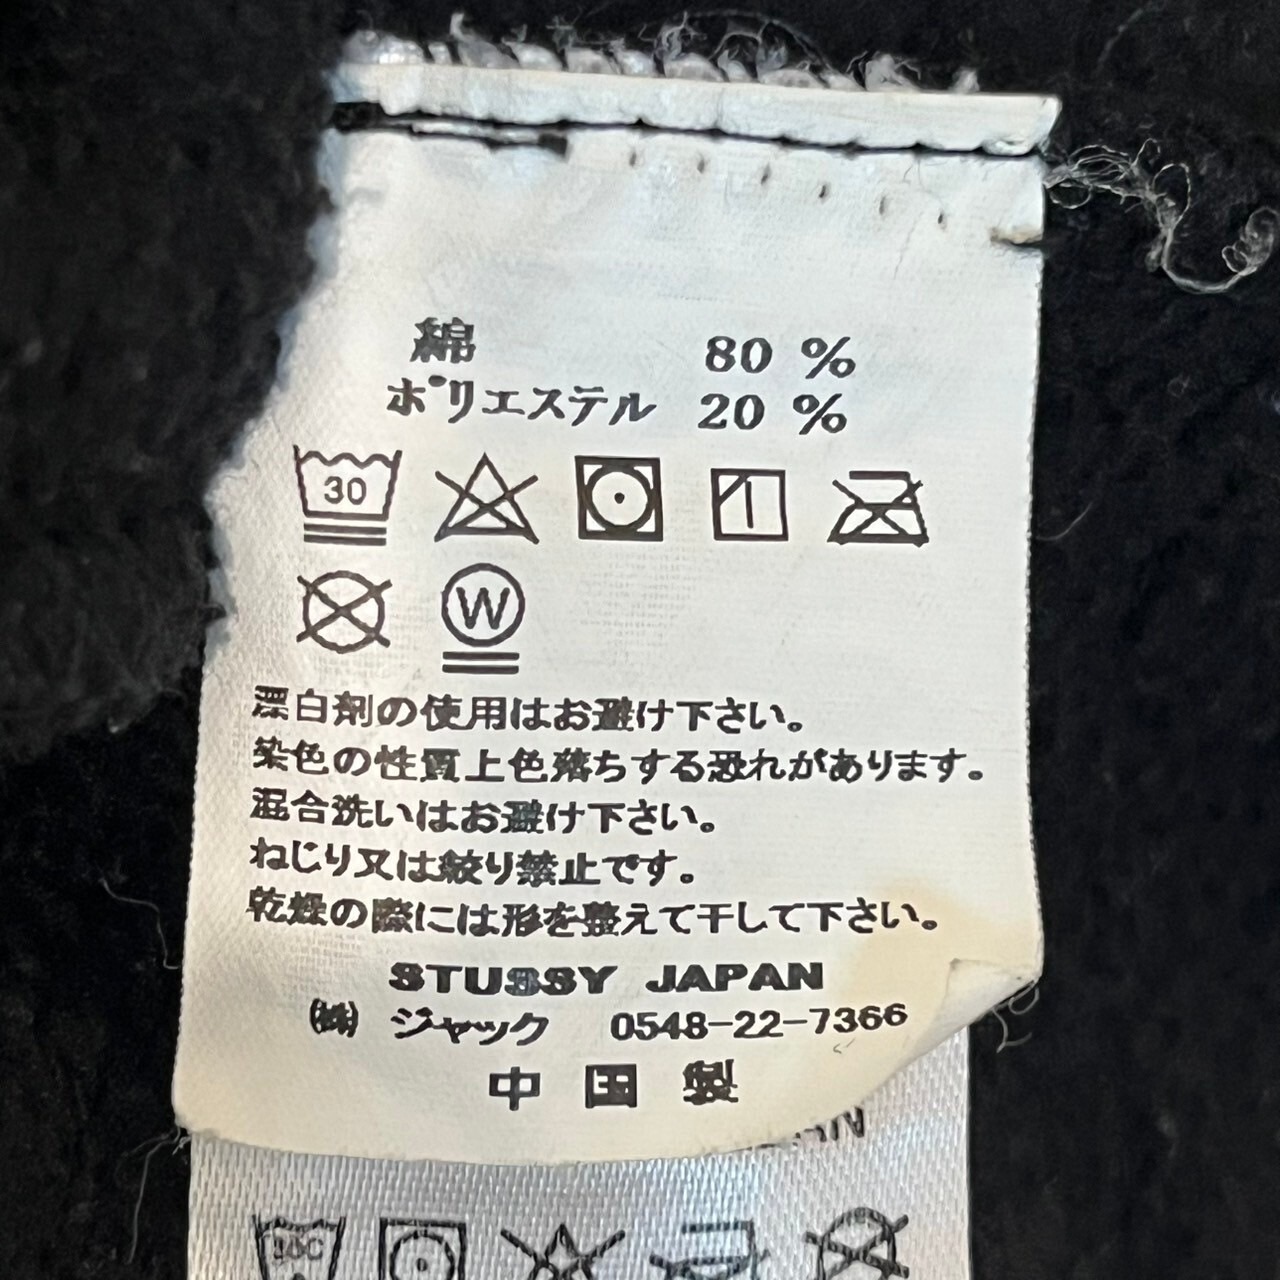 綿 80 %
ポリエステル 20 %
30
W
漂白剤の使用はお避け下さい。
染色の性質上色落ちする恐れがあります。
混合洗いはお避け下さい。
ねじり又は絞り禁止です。
乾燥の際には形を整えて干して下さい。
STUSSY JAPAN
㈱ ジャック 0548-22-7366
中国製
30C